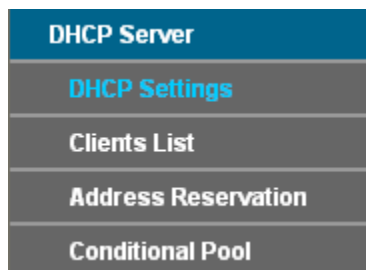 DHCP Server
DHCP Settings
Clients List
Address Reservation
Conditional Pool